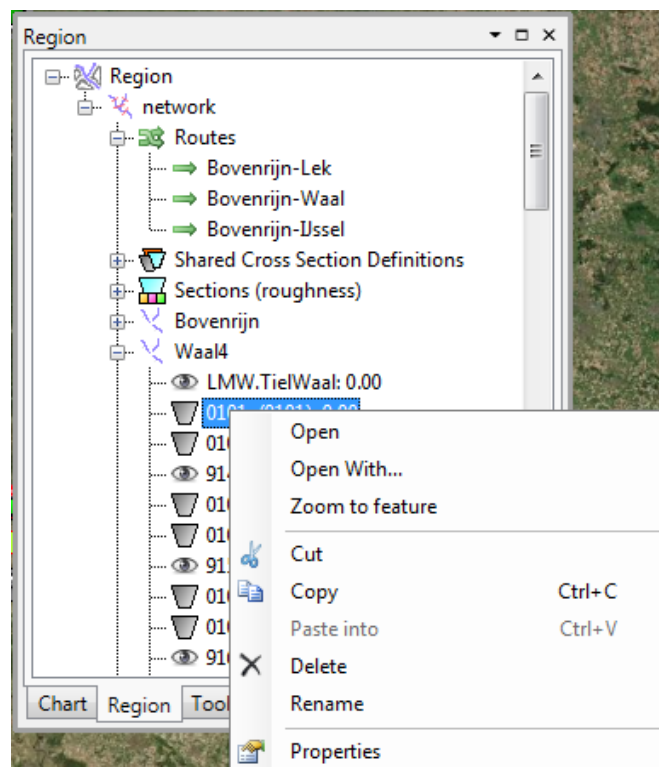 Region
Region
network
Routes
Bovenrijn-Lek
Bovenrijn-Waal
Bovenrijn-IJssel
Shared Cross Section Definitions
Sections (roughness)
Bovenrijn
Waal4
LMW.TielWaal: 0.00
Open
Open With...
Zoom to feature
Cut
Copy Ctrl+C
Paste into Ctrl+V
Delete
Rename
Properties
Chart Region